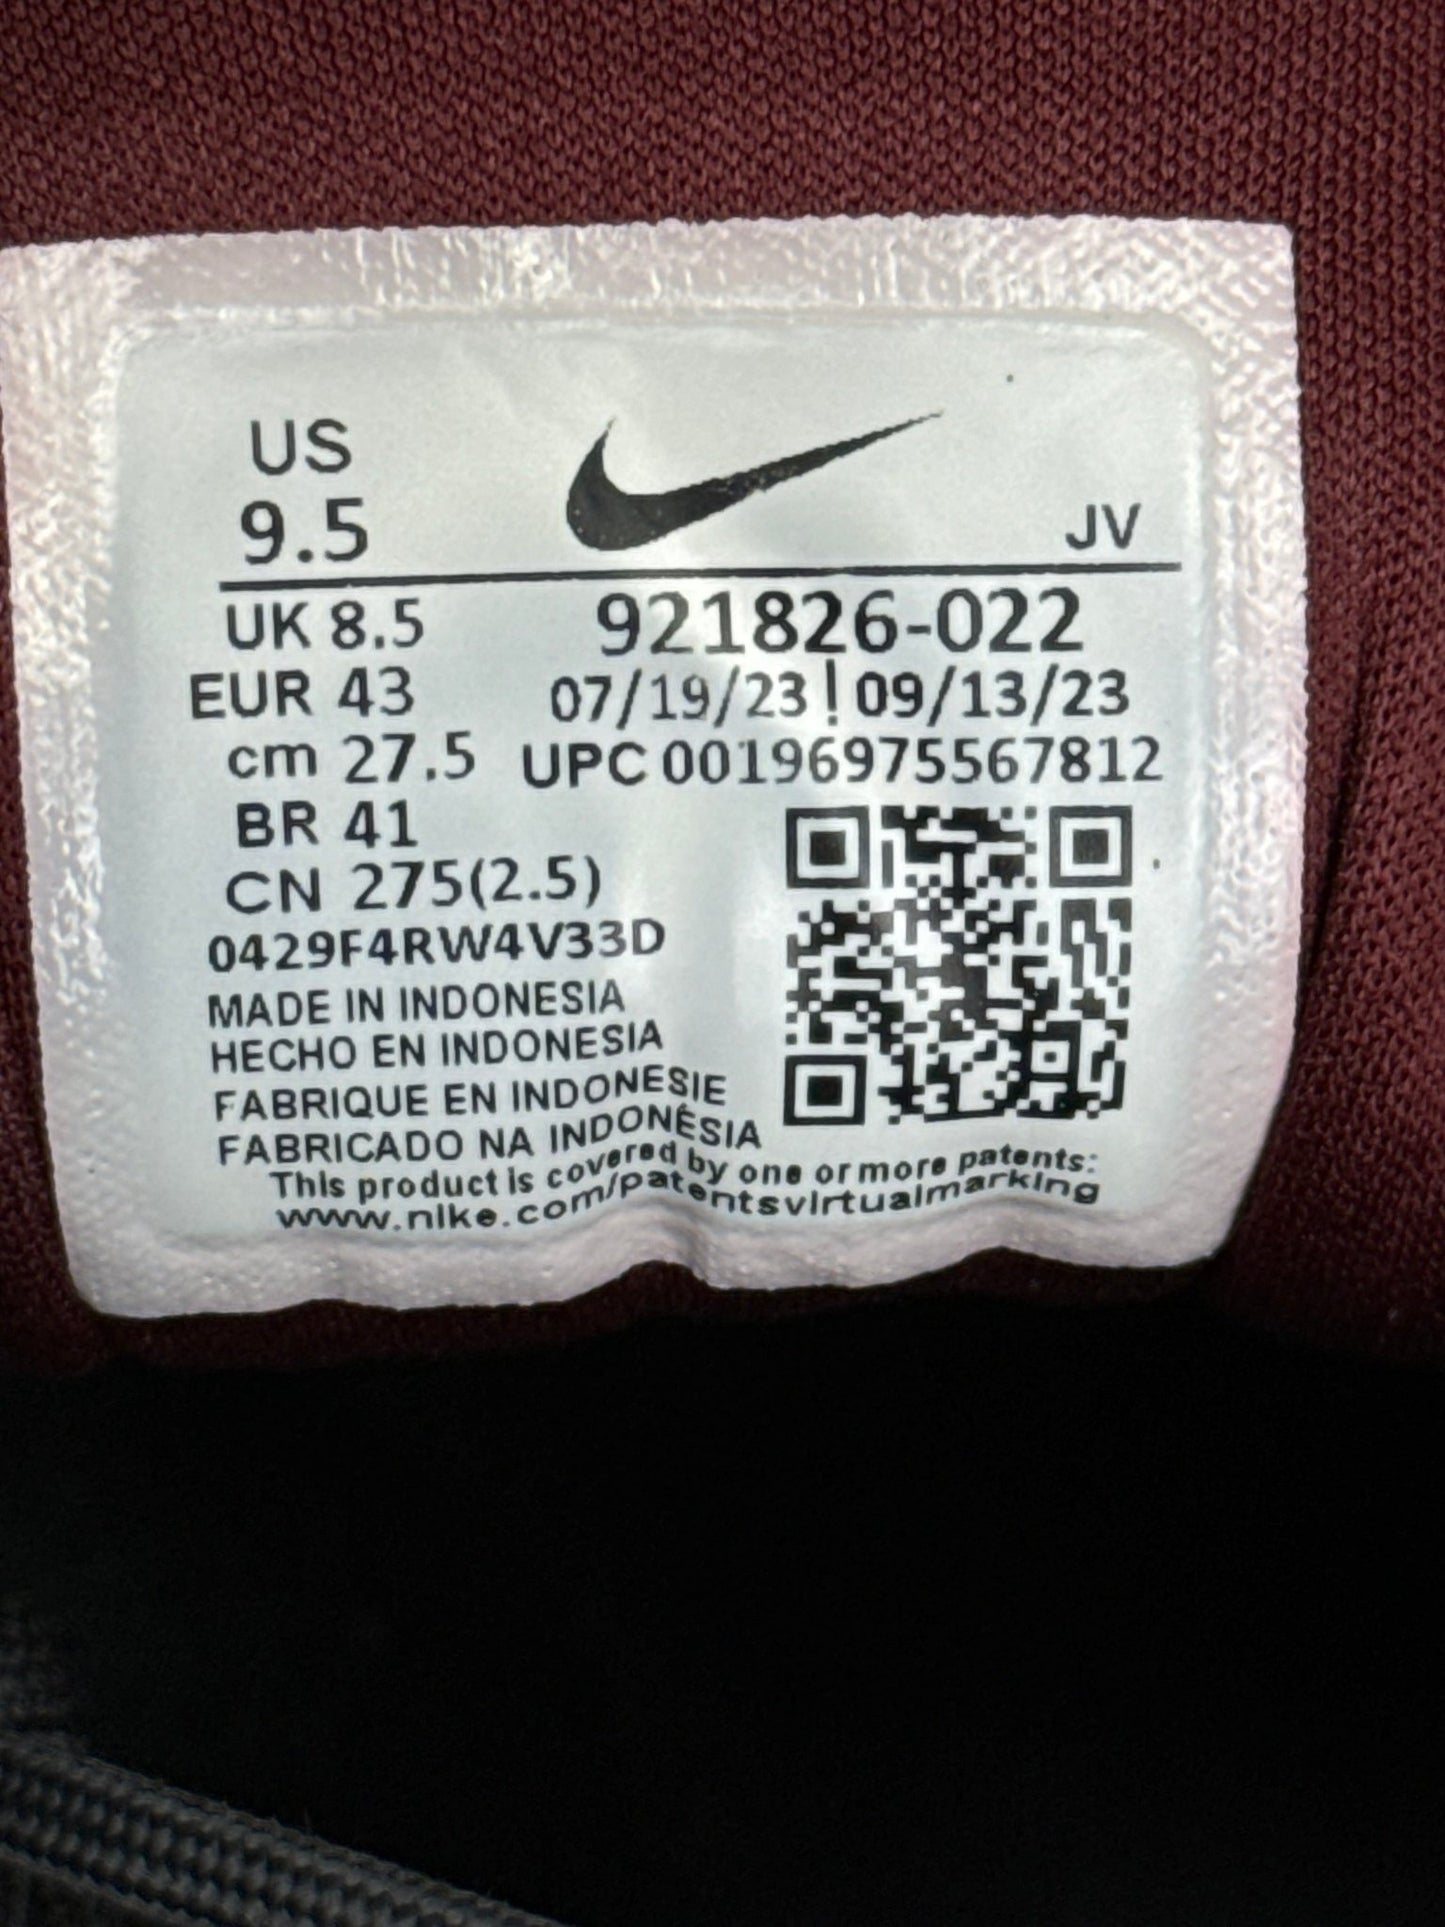 US
9.5
JV
UK 8.5
921826-022
EUR 43
07/19/23 | 09/13/23
cm 27.5
UPC 00196975567812
BR 41
CN 275(2.5)
0429F4RW4V33D
MADE IN INDONESIA
HECHO EN INDONESIA
FABRIQUE EN INDONESIE
FABRICADO NA INDONÉSIA
This product is covered by one or more patents:
www.nike.com/patentsvirtualmarking